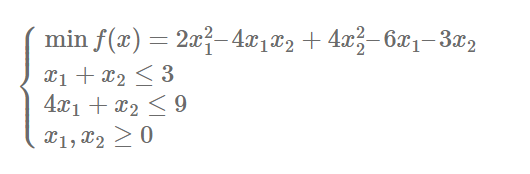 min f(x) = 2x₁²–4x₁x₂ + 4x₂²–6x₁–3x₂
x₁ + x₂ ≤ 3
4x₁ + x₂ ≤ 9
x₁, x₂ ≥ 0